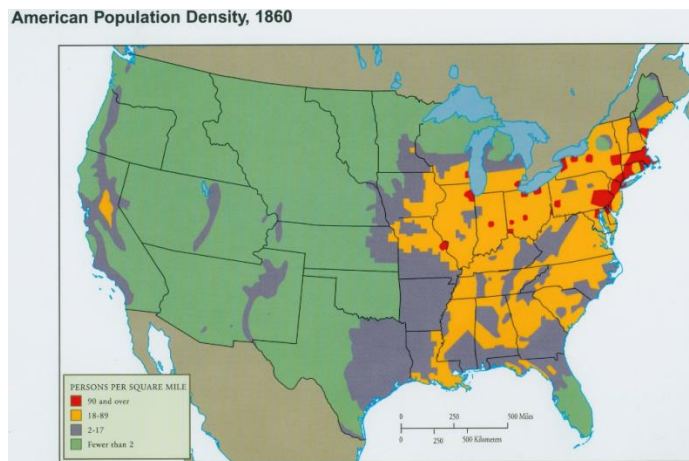 American Population Density, 1860
PERSONS PER SQUARE MILE
90 and over
18-89
2-17
Fewer than 2
0 250 500 Miles
0 250 500 Kilometres